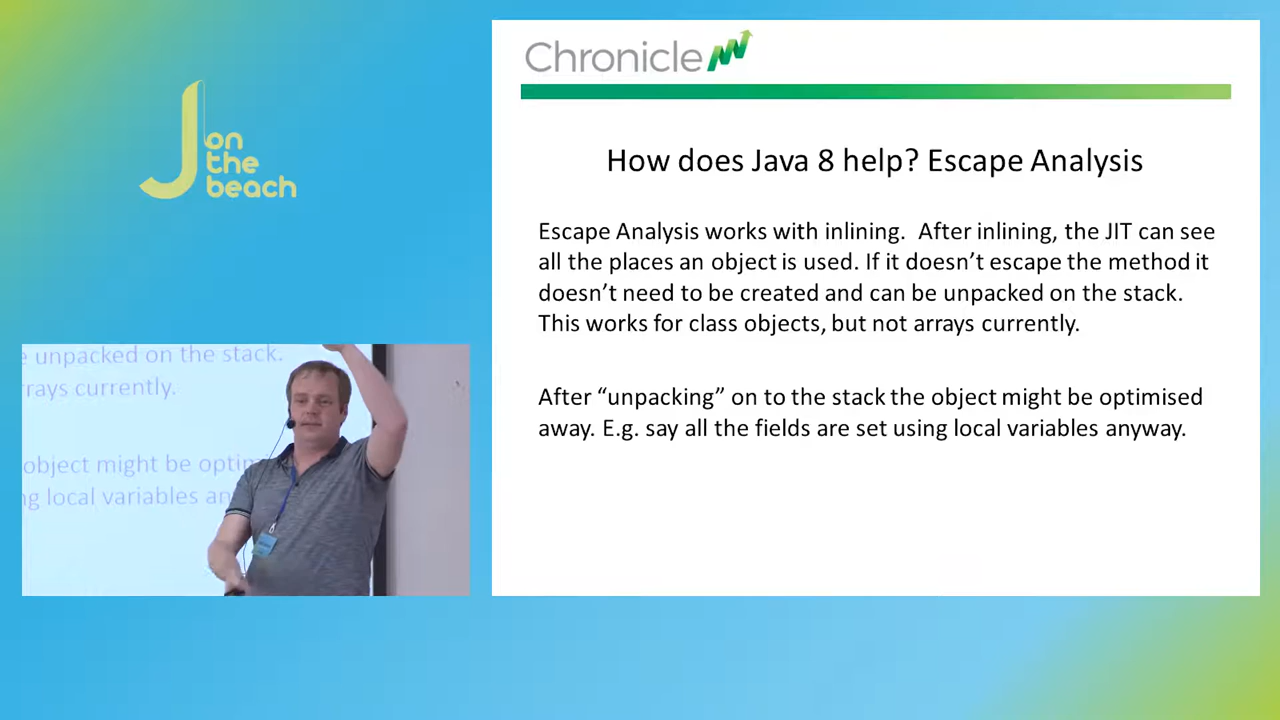 J on
the
beach
Chronicle
How does Java 8 help? Escape Analysis
Escape Analysis works with inlining.  After inlining, the JIT can see
all the places an object is used. If it doesn’t escape the method it
doesn’t need to be created and can be unpacked on the stack.
This works for class objects, but not arrays currently.
After “unpacking” on to the stack the object might be optimised
away. E.g. say all the fields are set using local variables anyway.
e unpacked on the stack.
rrays currently.
object might be optim
ng local variables an